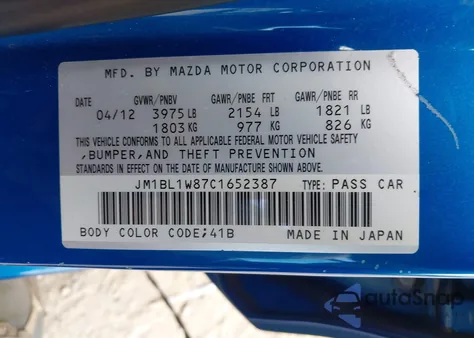 MFD. BY MAZDA MOTOR CORPORATION
DATE GVWR/PNBV GAWR/PNBE FRT GAWR/PNBE RR
04/12 3975 LB 2154 LB 1821 LB
1803 KG 977 KG 826 KG
THIS VEHICLE CONFORMS TO ALL APPLICABLE FEDERAL MOTOR VEHICLE SAFETY
,BUMPER,AND THEFT PREVENTION
STANDARDS IN EFFECT ON THE DATE OF MANUFACTURE SHOWN ABOVE.
JM1BL1W87C1652387 TYPE: PASS CAR
BODY COLOR CODE;41B MADE IN JAPAN
autoSnap